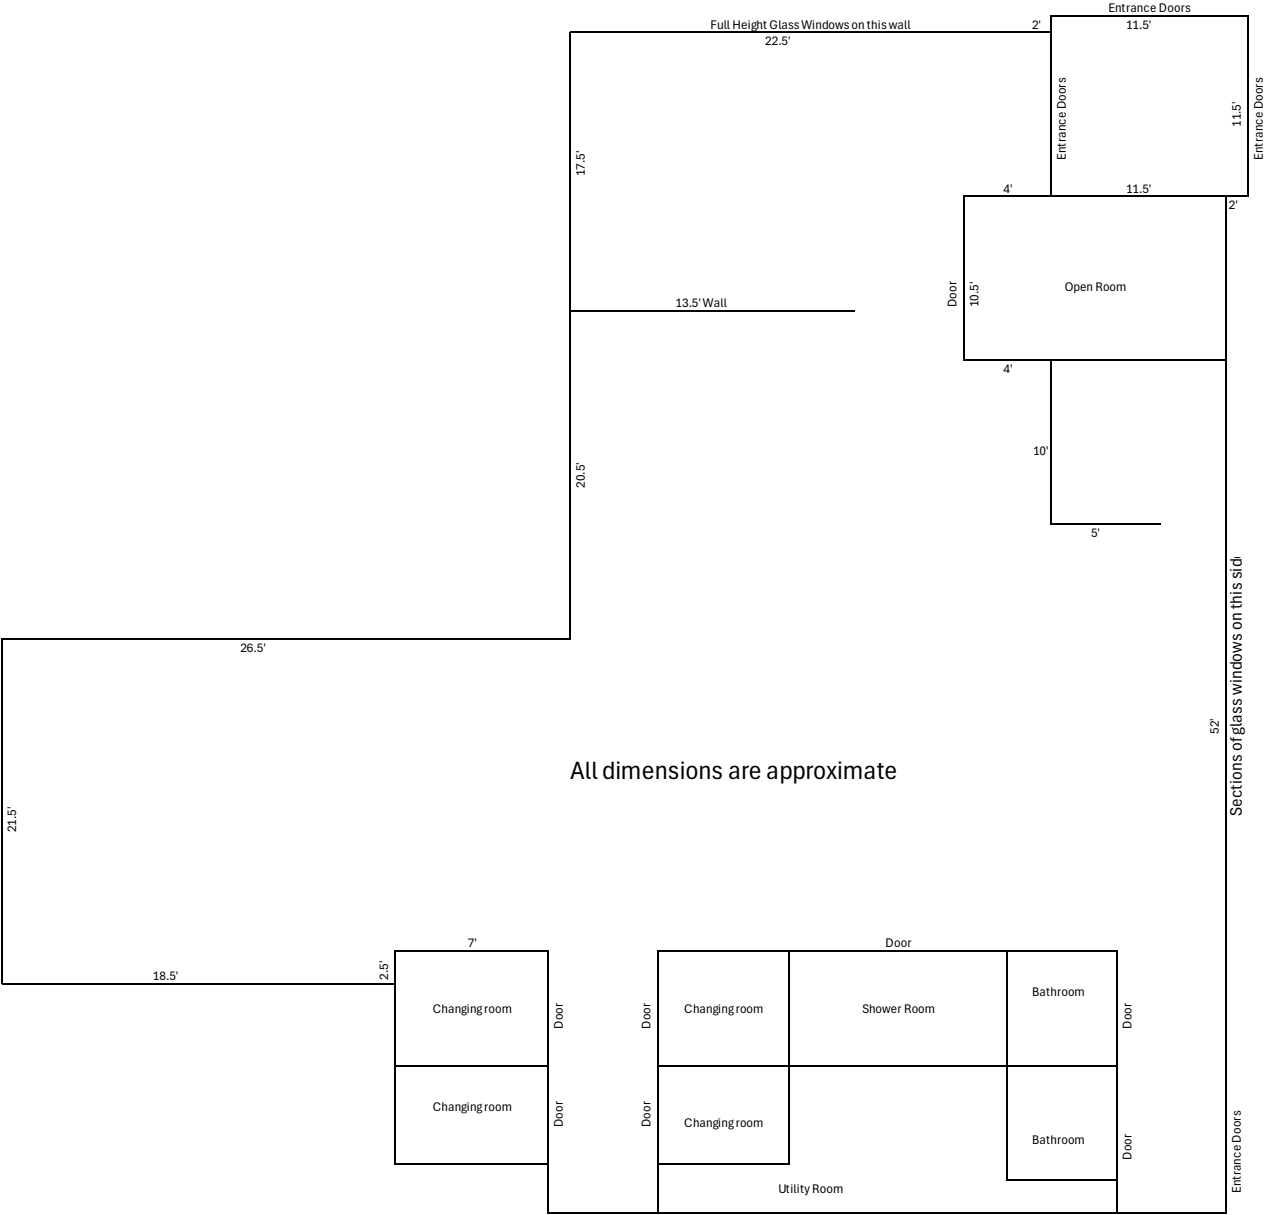 Entrance Doors
Full Height Glass Windows on this wall
2'
11.5'
22.5'
Entrance Doors
11.5'
Entrance Doors
17.5'
4'
11.5'
2'
Door
10.5'
Open Room
13.5' Wall
4'
10'
20.5'
5'
Sections of glass windows on this sid
26.5'
52'
All dimensions are approximate
21.5'
7'
Door
2.5'
18.5'
Changing room
Door
Door
Changing room
Shower Room
Bathroom
Door
Changing room
Door
Door
Changing room
Bathroom
Door
Entrance Doors
Utility Room